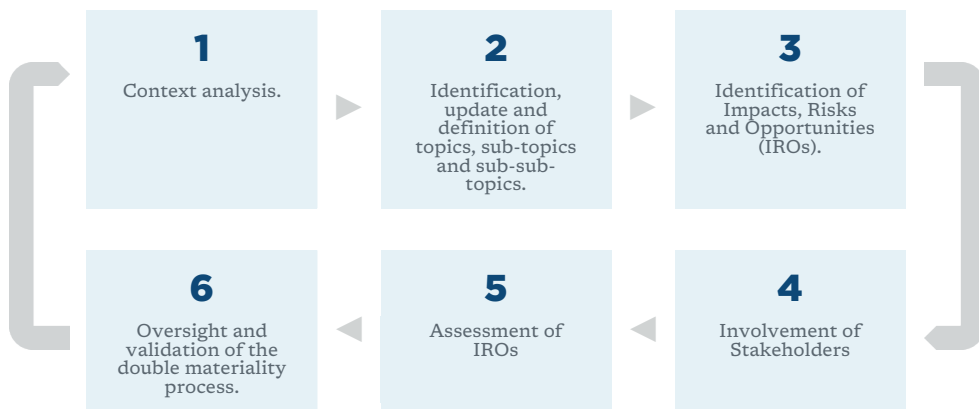 1
Context analysis.
2
Identification,
update and
definition of
topics, sub-topics
and sub-sub-
topics.
3
Identification of
Impacts, Risks
and Opportunities
(IROs).
6
Oversight and
validation of the
double materiality
process.
5
Assessment of
IROs
4
Involvement of
Stakeholders